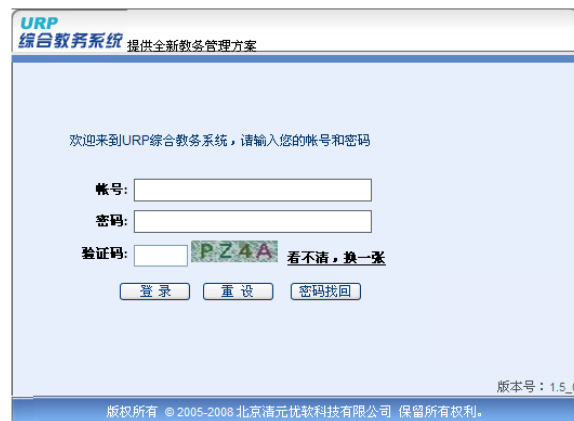 URP
综合教务系统 提供全新教务管理方案
欢迎来到URP综合教务系统，请输入您的帐号和密码
帐号:
密码:
验证码: PZ4A 看不清，换一张
登 录 重 设 密码找回
版本号：1.5_
版权所有 © 2005-2008 北京清元优软科技有限公司 保留所有权利。